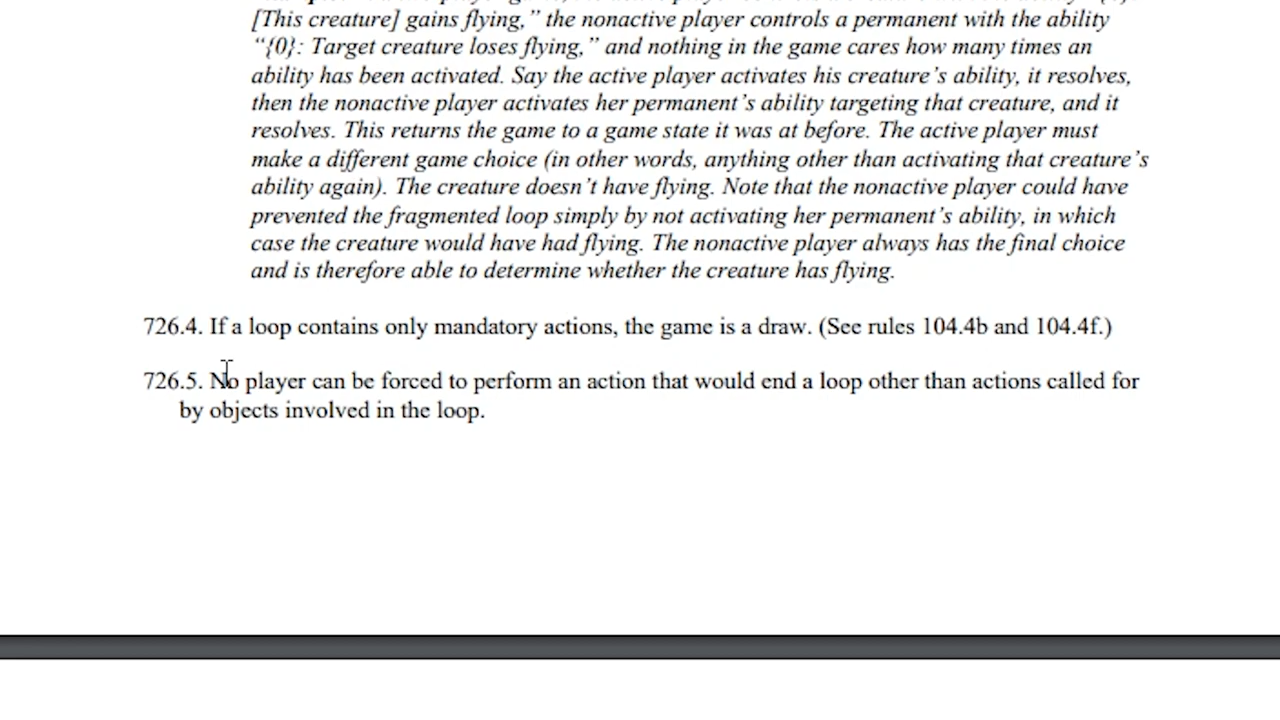 [This creature] gains flying,” the nonactive player controls a permanent with the ability
“{0}: Target creature loses flying,” and nothing in the game cares how many times an
ability has been activated. Say the active player activates his creature’s ability, it resolves,
then the nonactive player activates her permanent’s ability targeting that creature, and it
resolves. This returns the game to a game state it was at before. The active player must
make a different game choice (in other words, anything other than activating that creature’s
ability again). The creature doesn’t have flying. Note that the nonactive player could have
prevented the fragmented loop simply by not activating her permanent’s ability, in which
case the creature would have had flying. The nonactive player always has the final choice
and is therefore able to determine whether the creature has flying.
726.4. If a loop contains only mandatory actions, the game is a draw. (See rules 104.4b and 104.4f.)
726.5. No player can be forced to perform an action that would end a loop other than actions called for
by objects involved in the loop.